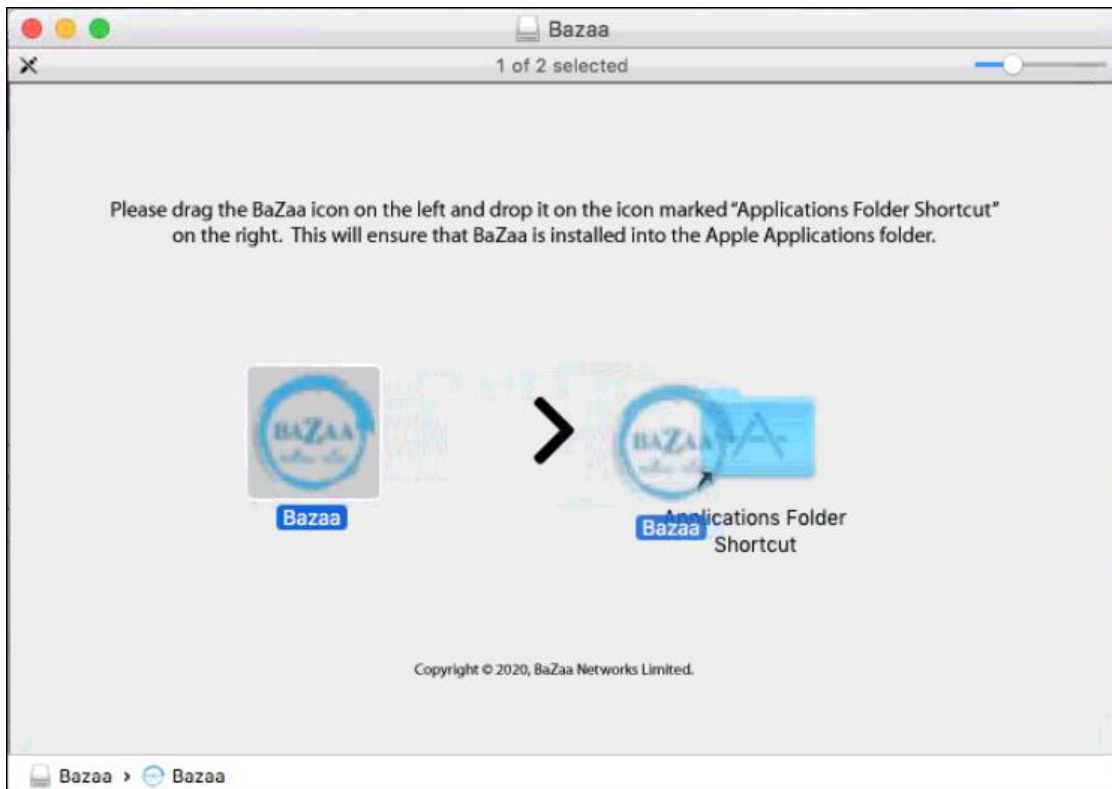 Bazaa
1 of 2 selected
Please drag the BaZaa icon on the left and drop it on the icon marked “Applications Folder Shortcut”
on the right. This will ensure that BaZaa is installed into the Apple Applications folder.
BAZAA
BAZAA
Bazaa
Bazaa
Applications Folder
Shortcut
Copyright © 2020, BaZaa Networks Limited.
Bazaa › Bazaa